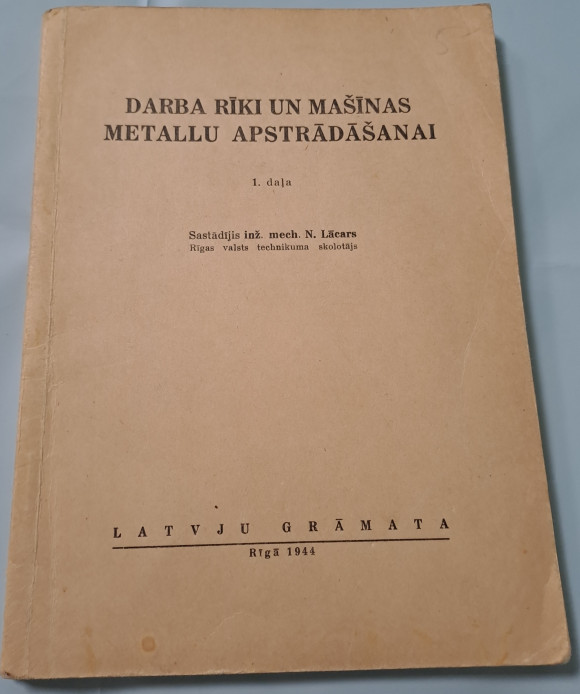 DARBA RĪKI UN MAŠĪNAS
METALLU APSTRĀDĀŠANAI
1. daļa
Sastādījis inž. mech. N. Lācars
Rīgas valsts technikuma skolotājs
LATVJU GRĀMATA
Rīgā 1944